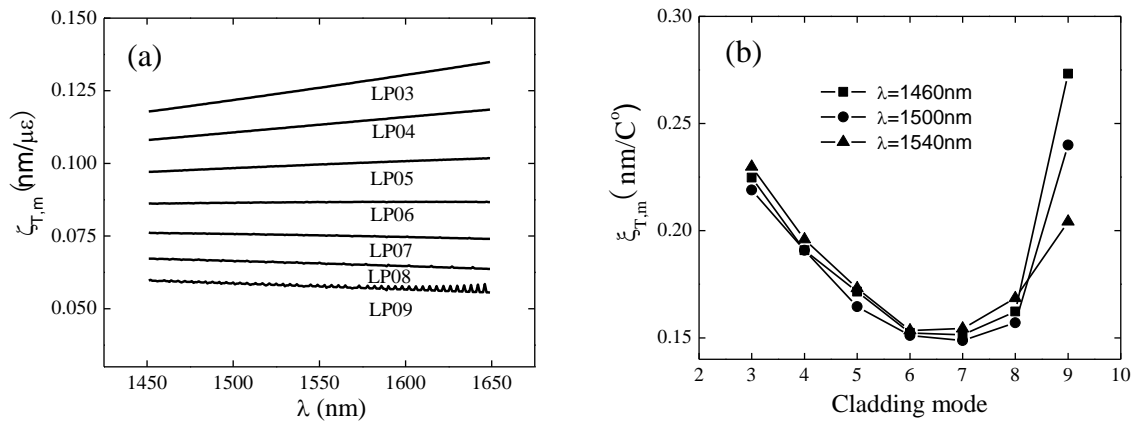 (a)
0.150
0.125
0.100
0.075
0.050
ζT,m (nm/με)
LP03
LP04
LP05
LP06
LP07
LP08
LP09
1450 1500 1550 1600 1650
λ (nm)
(b)
0.30
0.25
0.20
0.15
ξT,m ( nm/C°)
λ=1460nm
λ=1500nm
λ=1540nm
2 3 4 5 6 7 8 9 10
Cladding mode